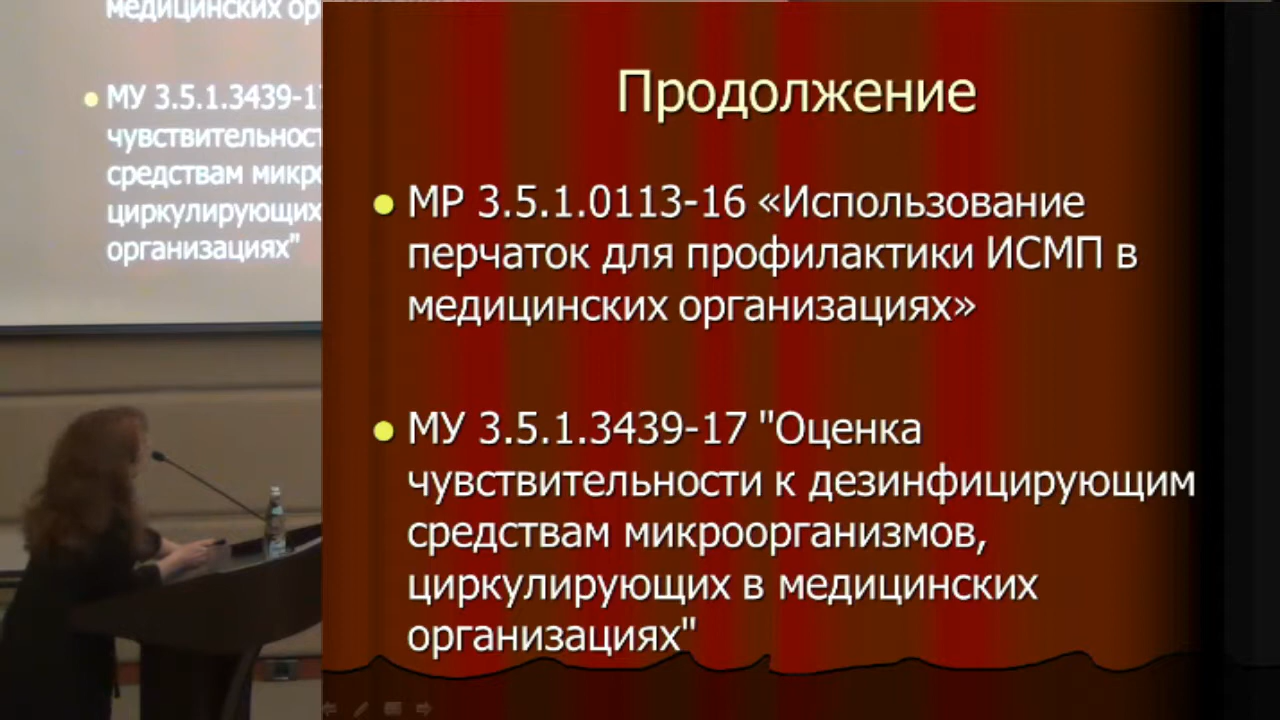 медицинских ор
МУ 3.5.1.3439-17
чувствительност
средствам микро
циркулирующих
организациях"
Продолжение
МР 3.5.1.0113-16 «Использование
перчаток для профилактики ИСМП в
медицинских организациях»
МУ 3.5.1.3439-17 "Оценка
чувствительности к дезинфицирующим
средствам микроорганизмов,
циркулирующих в медицинских
организациях"